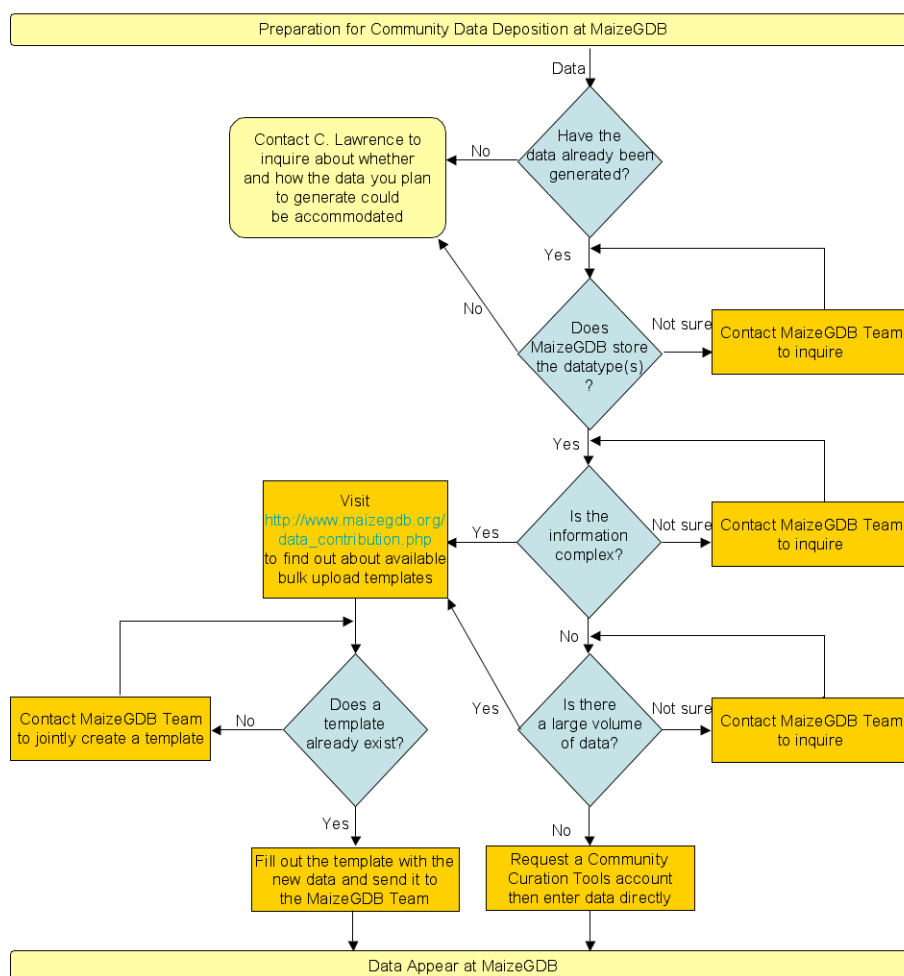 Preparation for Community Data Deposition at MaizeGDB
Data
Have the
data already been
generated?
No
Contact C. Lawrence to
inquire about whether
and how the data you plan
to generate could
be accommodated
Yes
Does
MaizeGDB store
the datatype(s)
?
No
Not sure
Contact MaizeGDB Team
to inquire
Yes
Is the
information
complex?
Not sure
Contact MaizeGDB Team
to inquire
Yes
Visit
http://www.maizegdb.org/
data_contribution.php
to find out about available
bulk upload templates
No
Is there
a large volume
of data?
Not sure
Contact MaizeGDB Team
to inquire
Yes
Does a
template
already exist?
No
Contact MaizeGDB Team
to jointly create a template
Yes
Fill out the template with the
new data and send it to
the MaizeGDB Team
No
Request a Community
Curation Tools account
then enter data directly
Data Appear at MaizeGDB